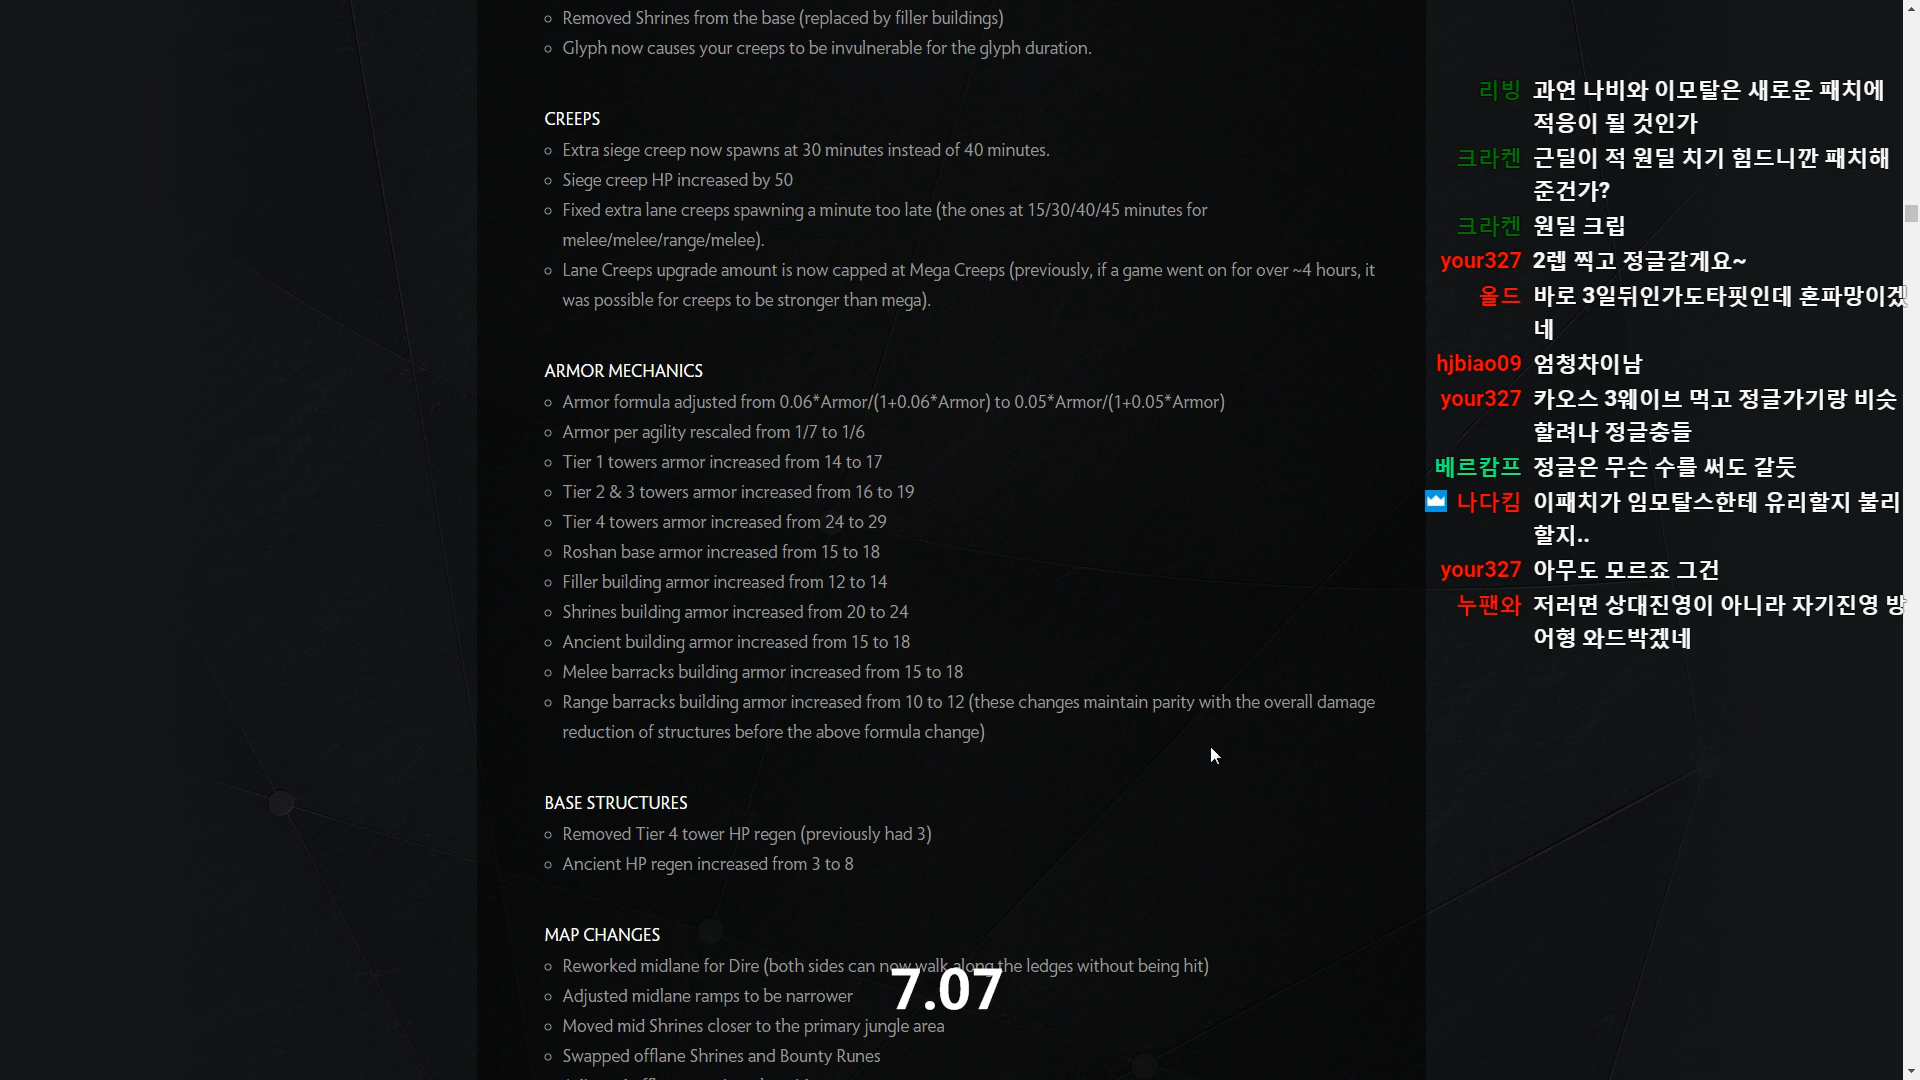 Removed Shrines from the base (replaced by filler buildings)
Glyph now causes your creeps to be invulnerable for the glyph duration.
CREEPS
Extra siege creep now spawns at 30 minutes instead of 40 minutes.
Siege creep HP increased by 50
Fixed extra lane creeps spawning a minute too late (the ones at 15/30/40/45 minutes for
melee/melee/range/melee).
Lane Creeps upgrade amount is now capped at Mega Creeps (previously, if a game went on for over ~4 hours, it
was possible for creeps to be stronger than mega).
ARMOR MECHANICS
Armor formula adjusted from 0.06*Armor/(1+0.06*Armor) to 0.05*Armor/(1+0.05*Armor)
Armor per agility rescaled from 1/7 to 1/6
Tier 1 towers armor increased from 14 to 17
Tier 2 & 3 towers armor increased from 16 to 19
Tier 4 towers armor increased from 24 to 29
Roshan base armor increased from 15 to 18
Filler building armor increased from 12 to 14
Shrines building armor increased from 20 to 24
Ancient building armor increased from 15 to 18
Melee barracks building armor increased from 15 to 18
Range barracks building armor increased from 10 to 12 (these changes maintain parity with the overall damage
reduction of structures before the above formula change)
BASE STRUCTURES
Removed Tier 4 tower HP regen (previously had 3)
Ancient HP regen increased from 3 to 8
MAP CHANGES
Reworked midlane for Dire (both sides can now walk along the ledges without being hit)
Adjusted midlane ramps to be narrower
Moved mid Shrines closer to the primary jungle area
Swapped offlane Shrines and Bounty Runes
7.07
리빙 과연 나비와 이모탈은 새로운 패치에
적응이 될 것인가
크라켄 근딜이 적 원딜 치기 힘드니깐 패치해
준건가?
크라켄 원딜 크립
your327 2렙 찍고 정글갈게요~
올드 바로 3일뒤인가도타핏인데 혼파망이겠
네
hjbiao09 엄청차이남
your327 카오스 3웨이브 먹고 정글가기랑 비슷
할려나 정글충들
베르캄프 정글은 무슨 수를 써도 갈듯
나다킴 이패치가 임모탈스한테 유리할지 불리
할지..
your327 아무도 모르죠 그건
누팬와 저러면 상대진영이 아니라 자기진영 방
어형 와드박겠네